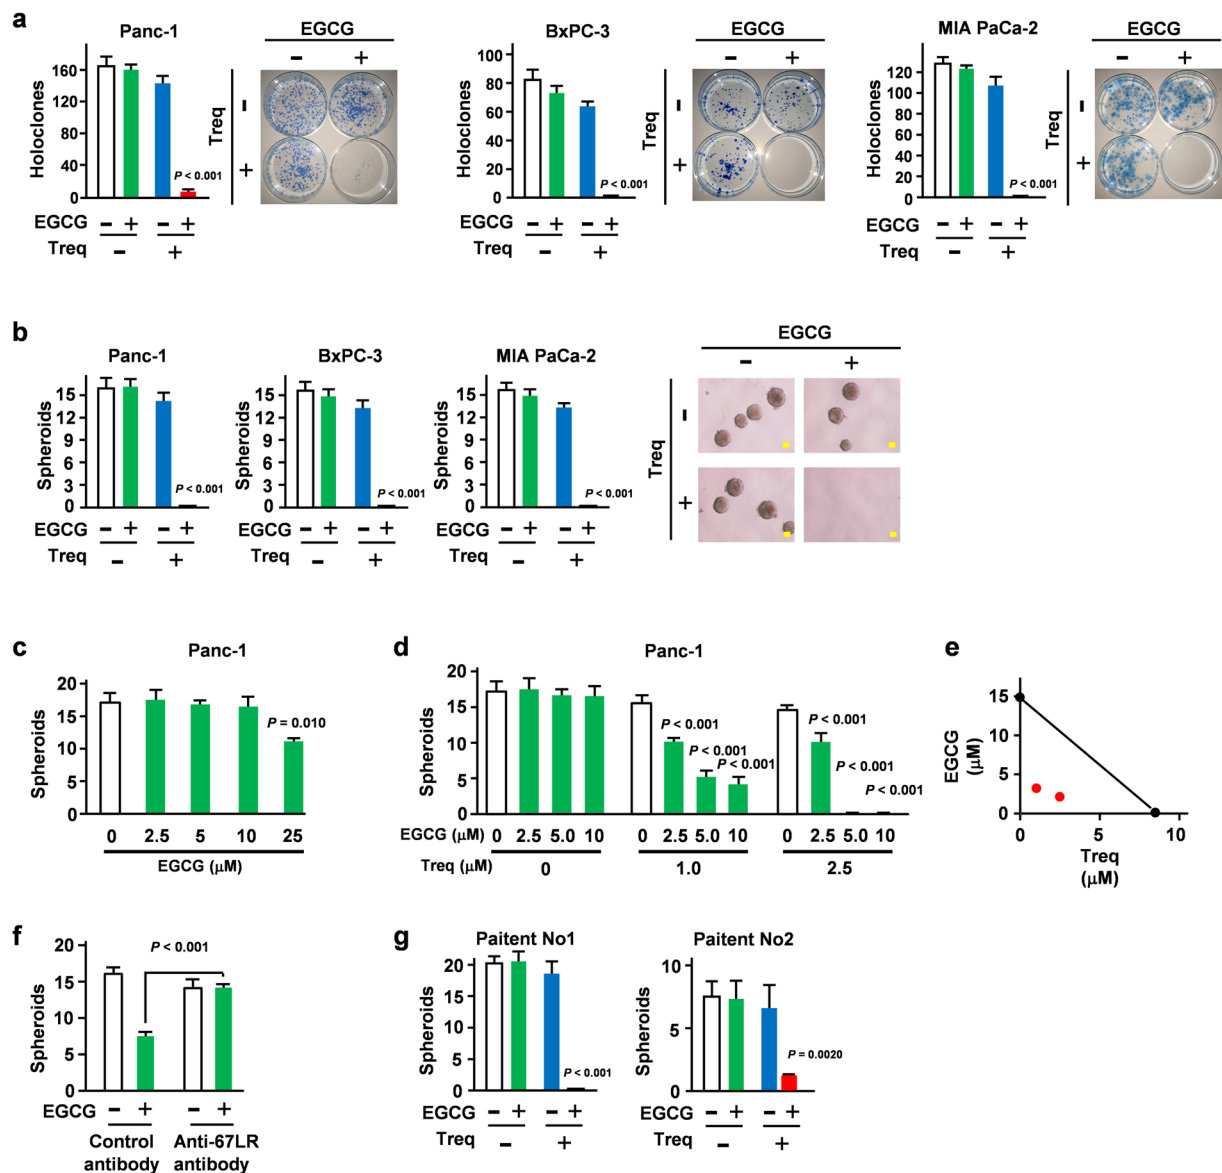 a
Panc-1
EGCG
BxPC-3
EGCG
MIA PaCa-2
EGCG
Holoclones
160
120
80
40
0
P < 0.001
EGCG − + − +
Treq − +
− +
Treq
−
+
Holoclones
100
80
60
40
20
0
P < 0.001
EGCG − + − +
Treq − +
− +
Treq
−
+
Holoclones
120
100
80
60
40
20
0
P < 0.001
EGCG − + − +
Treq − +
− +
Treq
−
+
b
Panc-1
BxPC-3
MIA PaCa-2
EGCG
− +
Treq
−
+
Spheroids
15
12
9
6
3
0
P < 0.001
EGCG − + − +
Treq − +
Spheroids
15
12
9
6
3
0
P < 0.001
EGCG − + − +
Treq − +
Spheroids
15
12
9
6
3
0
P < 0.001
EGCG − + − +
Treq − +
c
Panc-1
Spheroids
20
15
10
5
0
P = 0.010
0 2.5 5 10 25
EGCG (μM)
d
Panc-1
Spheroids
20
15
10
5
0
P < 0.001
P < 0.001
P < 0.001
P < 0.001
P < 0.001
P < 0.001
EGCG (μM) 0 2.5 5.0 10 0 2.5 5.0 10 0 2.5 5.0 10
Treq (μM) 0 1.0 2.5
e
EGCG
(μM)
15
10
5
0
0 5 10
Treq
(μM)
f
Spheroids
20
15
10
5
0
P < 0.001
EGCG − + − +
Control Anti-67LR
antibody antibody
g
Paitent No1
Spheroids
20
15
10
5
0
P < 0.001
EGCG − + − +
Treq − +
Paitent No2
Spheroids
10
5
0
P = 0.0020
EGCG − + − +
Treq − +